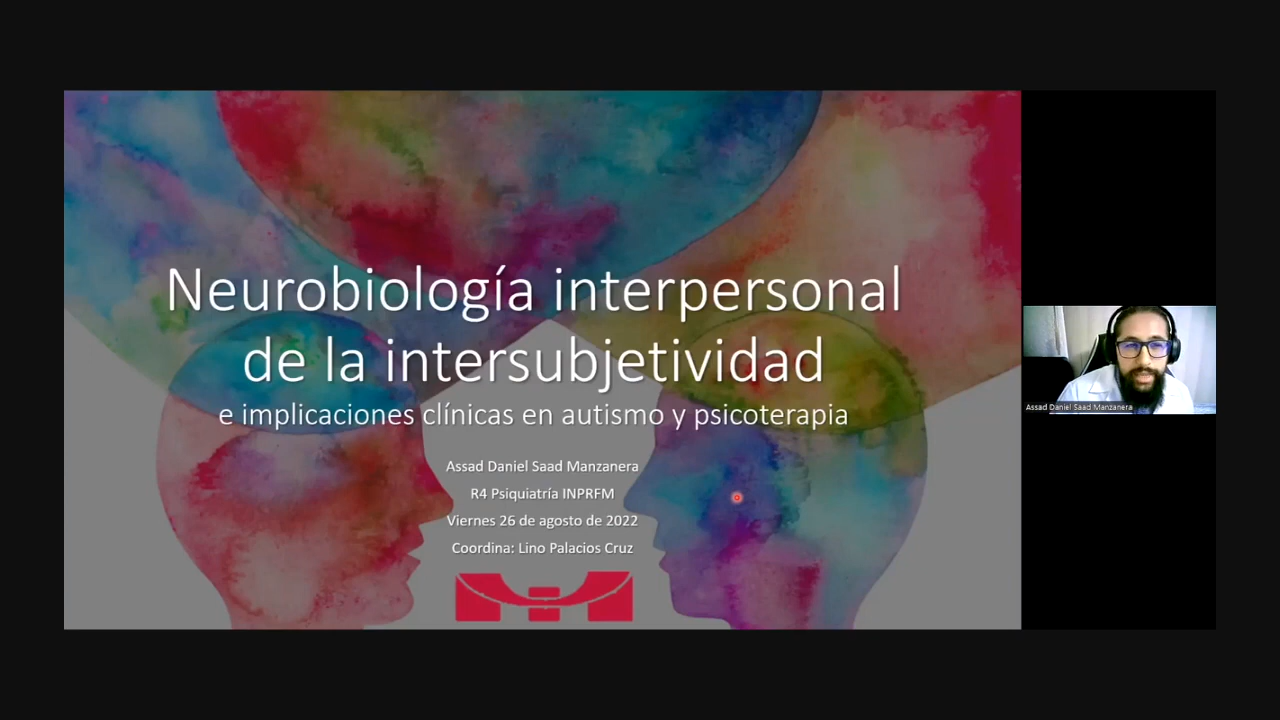 Neurobiología interpersonal
de la intersubjetividad
e implicaciones clínicas en autismo y psicoterapia
Assad Daniel Saad Manzanera
R4 Psiquiatría INPRFM
Viernes 26 de agosto de 2022
Coordina: Lino Palacios Cruz
Assad Daniel Saad Manzanera